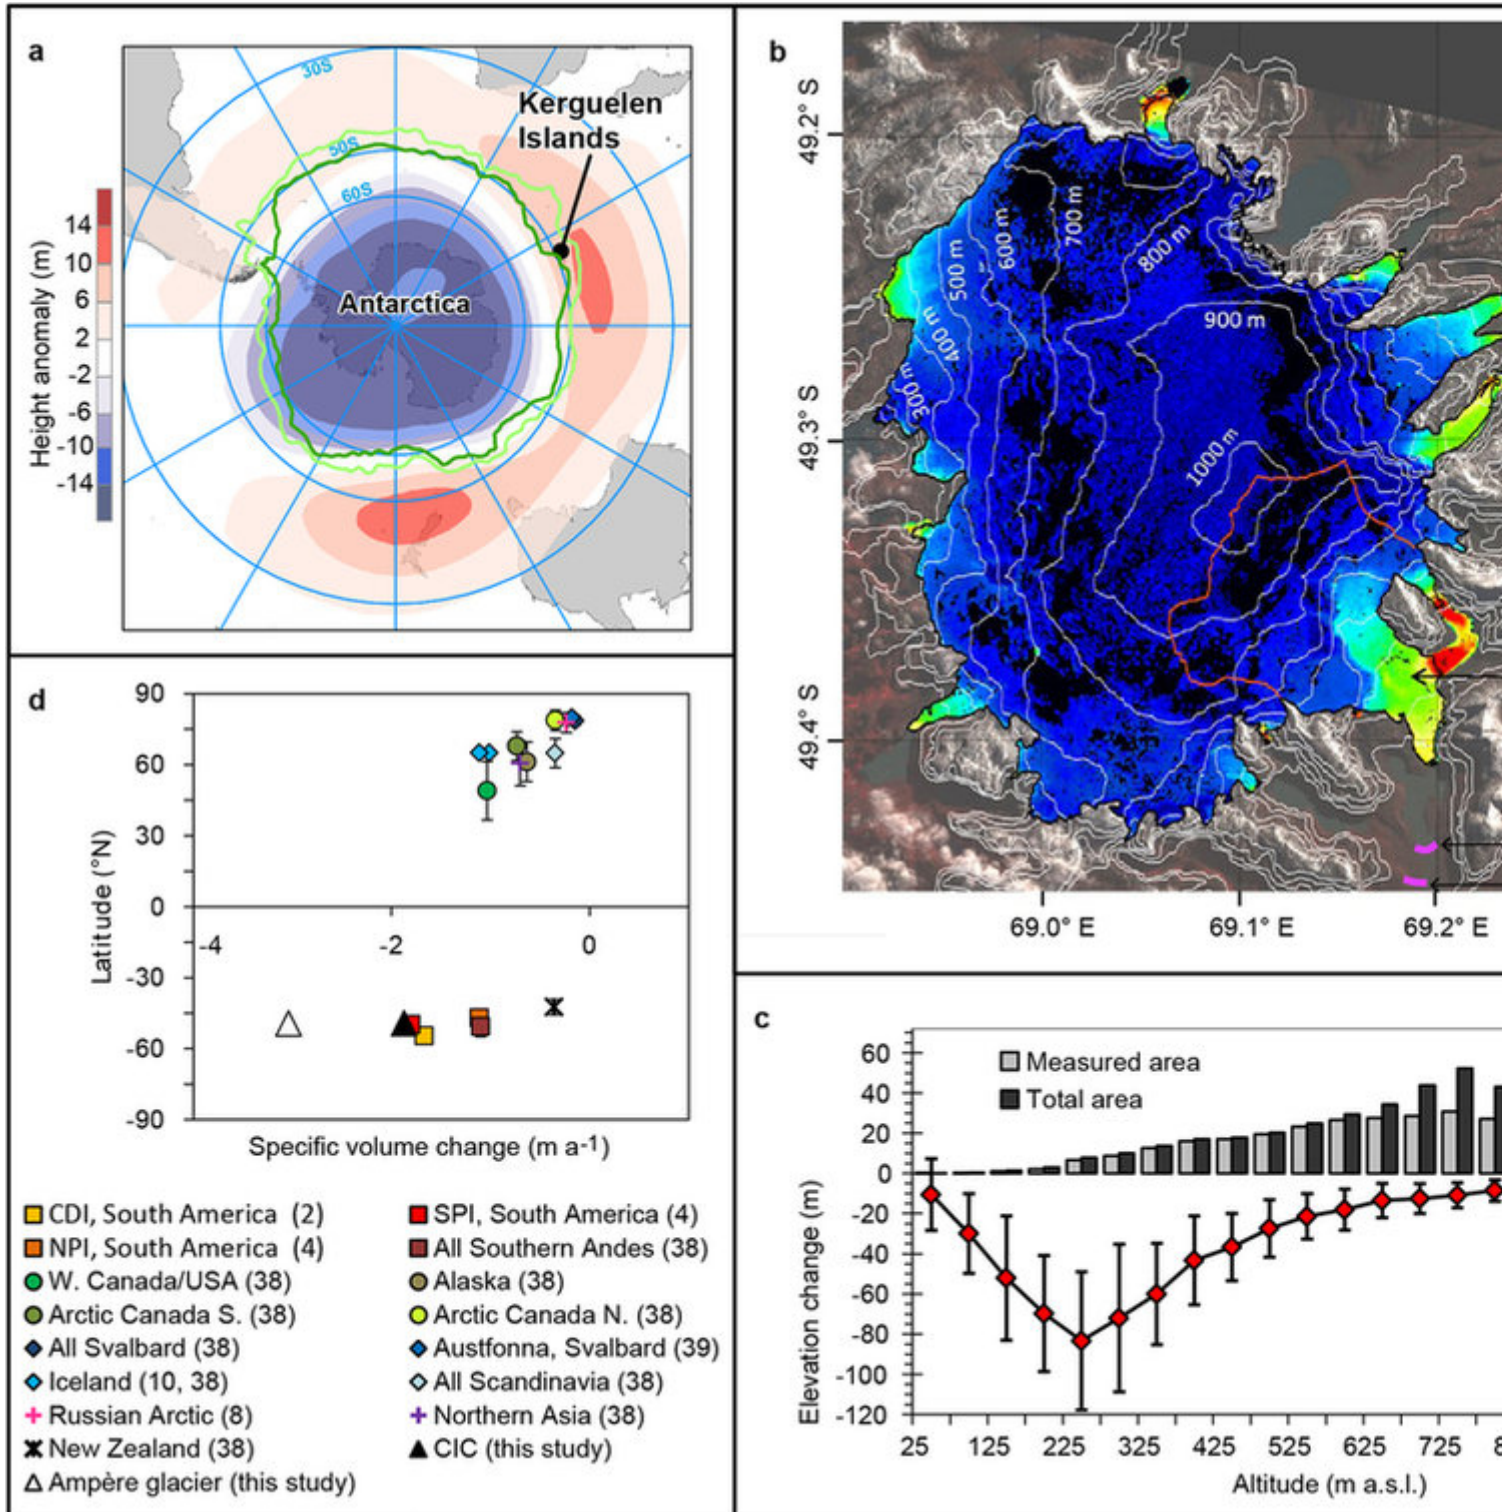 a
30S
Kerguelen
Islands
50S
60S
Antarctica
Height anomaly (m)
14
10
6
2
-2
-6
-10
-14
b
49.2° S
49.3° S
49.4° S
700 m
600 m
800 m
500 m
900 m
400 m
300 m
1000 m
69.0° E
69.1° E
69.2° E
d
90
60
30
0
-30
-60
-90
-4
-2
0
Latitude (°N)
Specific volume change (m a-1)
CDI, South America (2)
SPI, South America (4)
NPI, South America (4)
All Southern Andes (38)
W. Canada/USA (38)
Alaska (38)
Arctic Canada S. (38)
Arctic Canada N. (38)
All Svalbard (38)
Austfonna, Svalbard (39)
Iceland (10, 38)
All Scandinavia (38)
Russian Arctic (8)
Northern Asia (38)
New Zealand (38)
CIC (this study)
Ampère glacier (this study)
c
Measured area
Total area
60
40
20
0
-20
-40
-60
-80
-100
-120
Elevation change (m)
25
125
225
325
425
525
625
725
8
Altitude (m a.s.l.)